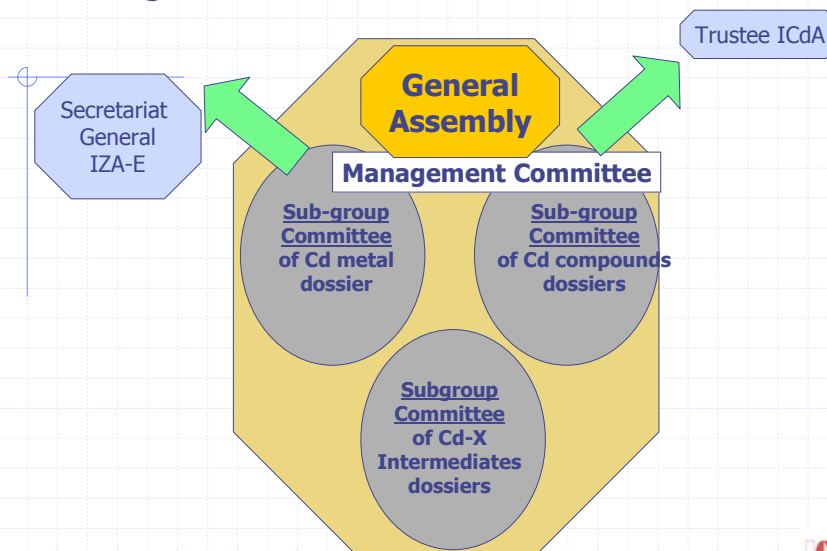 Trustee ICdA
General
Assembly
Secretariat
General
IZA-E
Management Committee
Sub-group
Committee
of Cd metal
dossier
Sub-group
Committee
of Cd compounds
dossiers
Subgroup
Committee
of Cd-X
Intermediates
dossiers